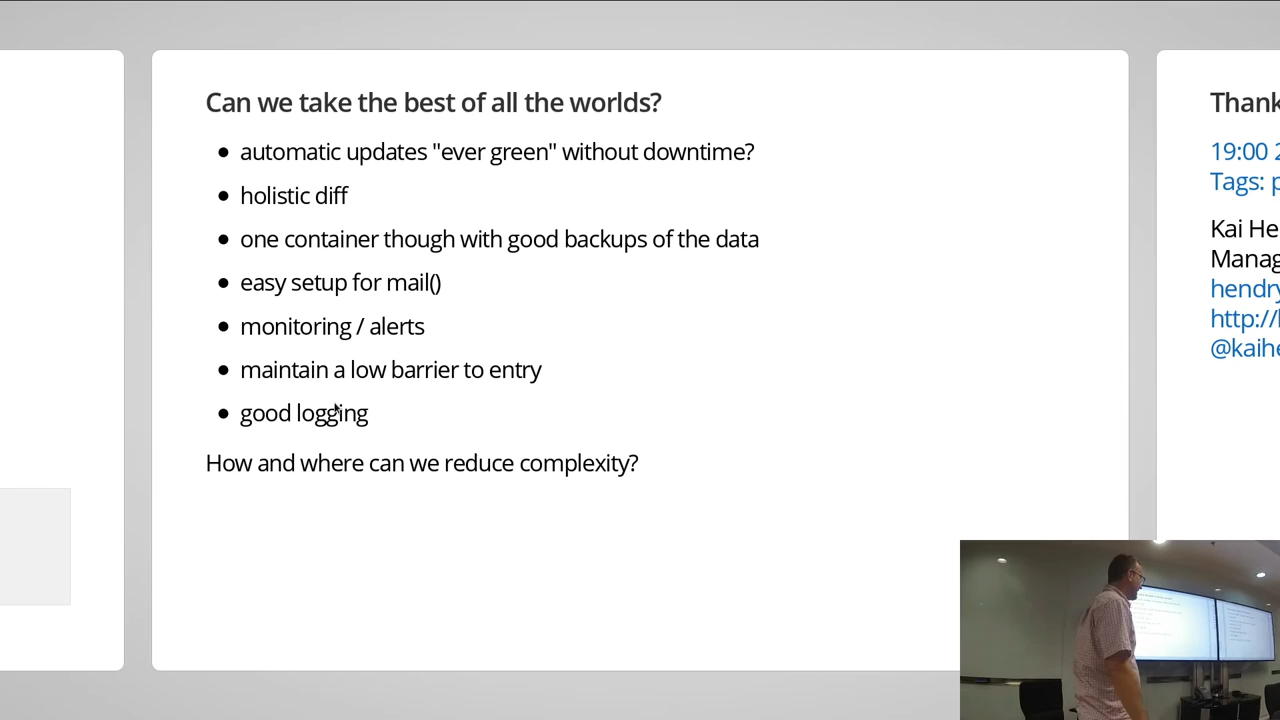 Can we take the best of all the worlds?
automatic updates "ever green" without downtime?
holistic diff
one container though with good backups of the data
easy setup for mail()
monitoring / alerts
maintain a low barrier to entry
good logging
How and where can we reduce complexity?
Thank
19:00 2
Tags: p
Kai He
Manag
hendry
http://
@kaihe